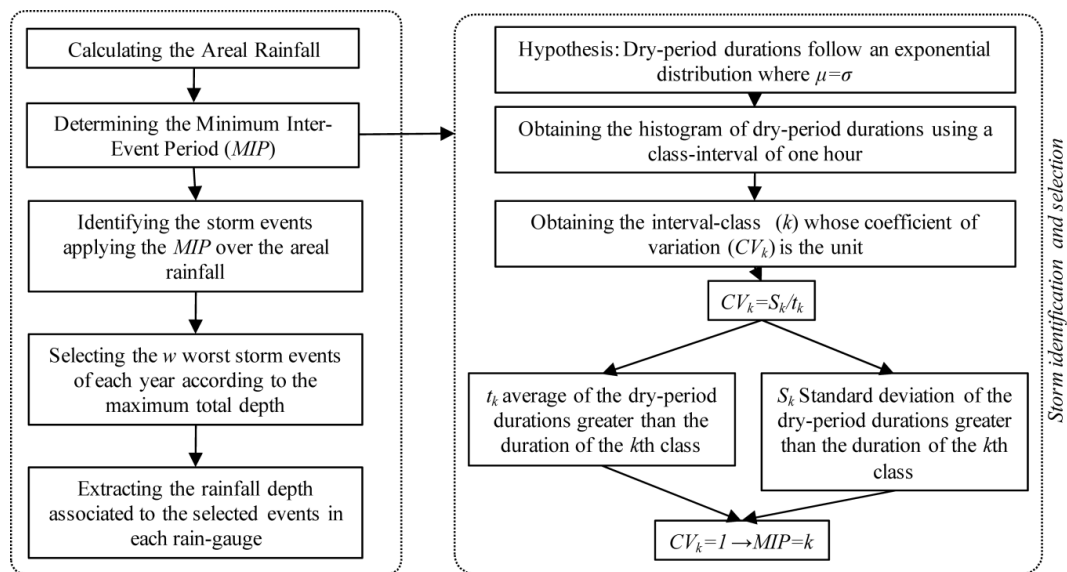 Calculating the Areal Rainfall
Determining the Minimum Inter-
Event Period (MIP)
Identifying the storm events
applying the MIP over the areal
rainfall
Selecting the w worst storm events
of each year according to the
maximum total depth
Extracting the rainfall depth
associated to the selected events in
each rain-gauge
Hypothesis: Dry-period durations follow an exponential
distribution where μ=σ
Obtaining the histogram of dry-period durations using a
class-interval of one hour
Obtaining the interval-class (k) whose coefficient of
variation (CVk) is the unit
CVk=Sk/tk
tk average of the dry-period
durations greater than the
duration of the kth class
Sk Standard deviation of the
dry-period durations greater
than the duration of the kth
class
CVk=1→MIP=k
Storm identification and selection